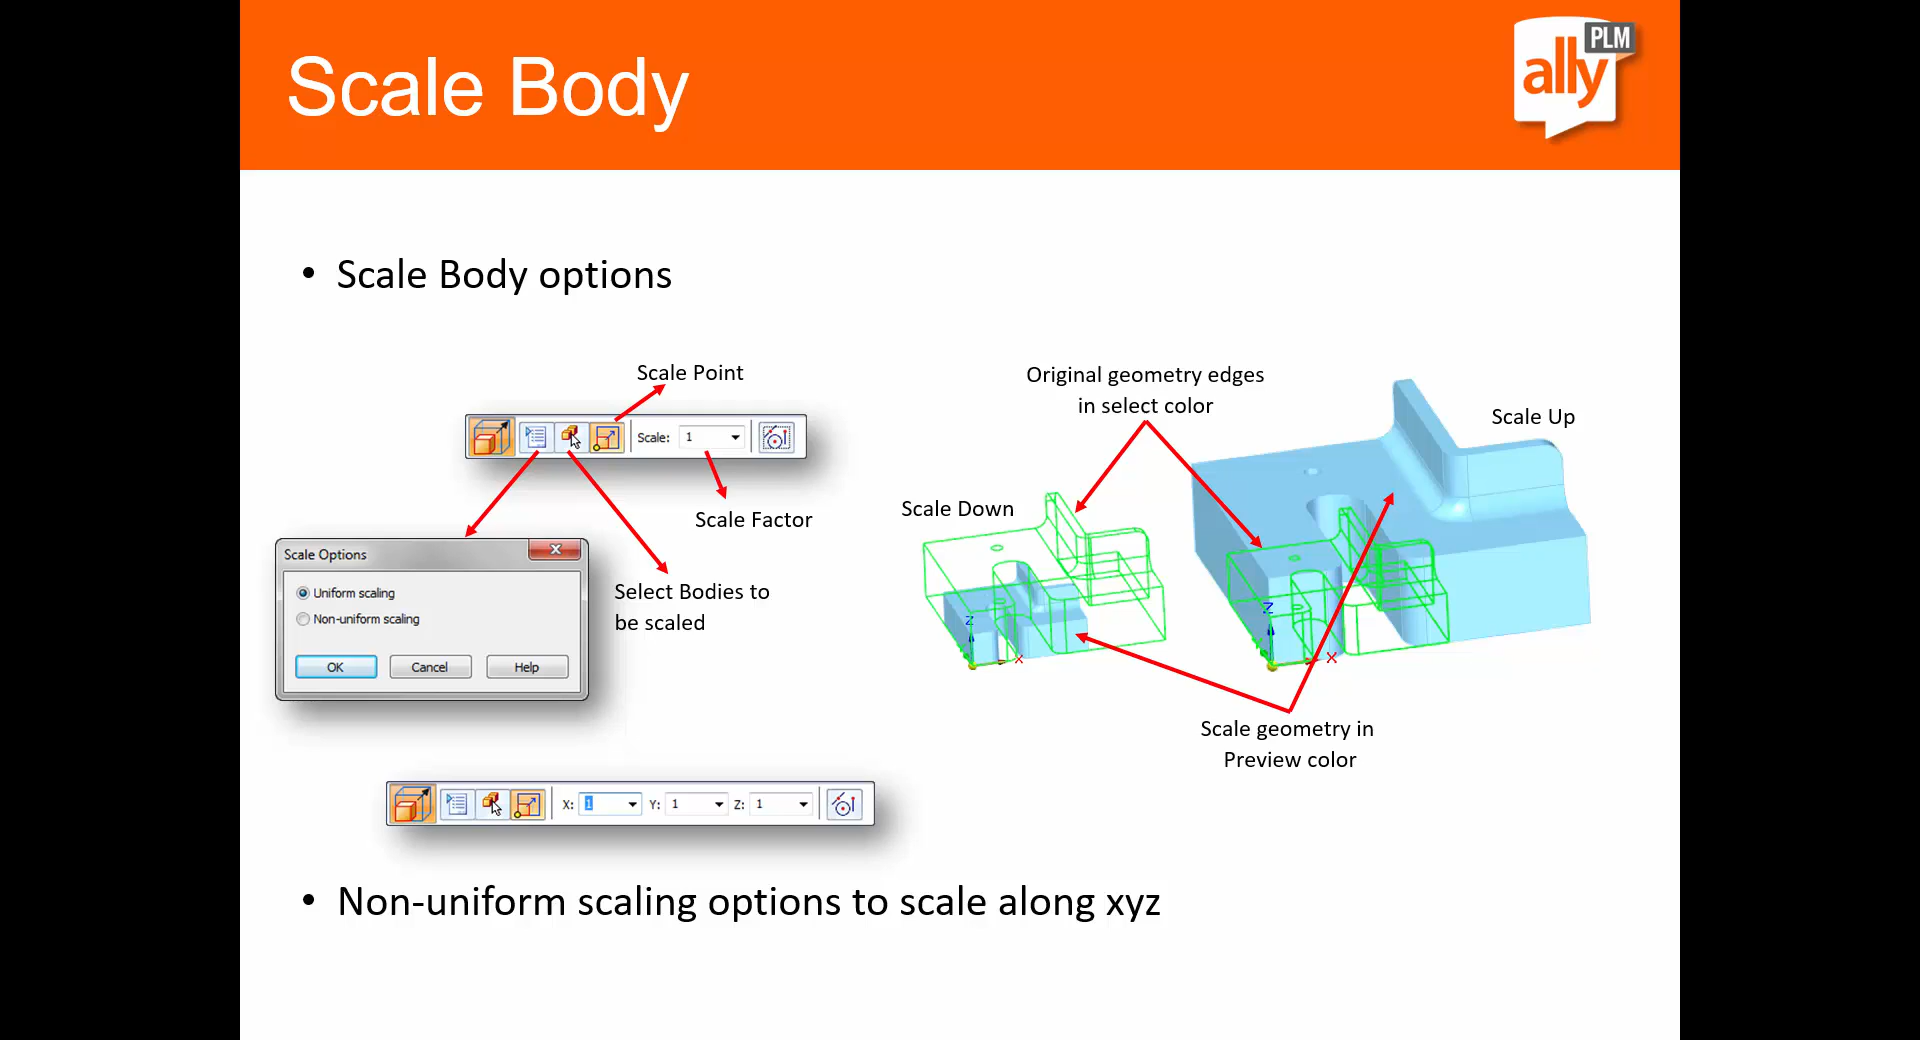 Scale Body
PLM
ally
• Scale Body options
Scale Point
Scale: 1
Scale Factor
Scale Options
Uniform scaling
Non-uniform scaling
OK Cancel Help
Select Bodies to
be scaled
Original geometry edges
in select color
Scale Up
Scale Down
Z
X
Z
X
Scale geometry in
Preview color
X: 1 Y: 1 Z: 1
• Non-uniform scaling options to scale along xyz